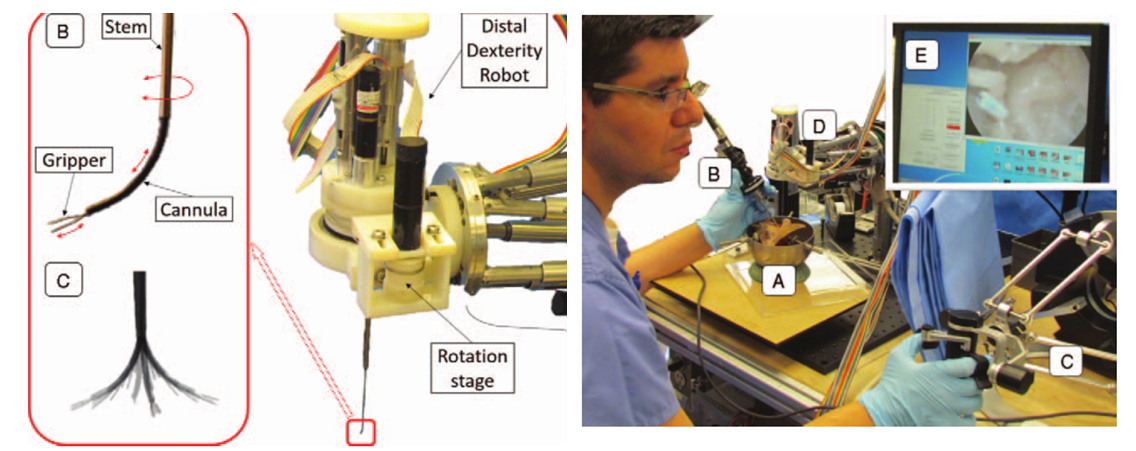 B
Stem
Gripper
Cannula
C
Distal
Dexterity
Robot
Rotation
stage
A
B
C
D
E